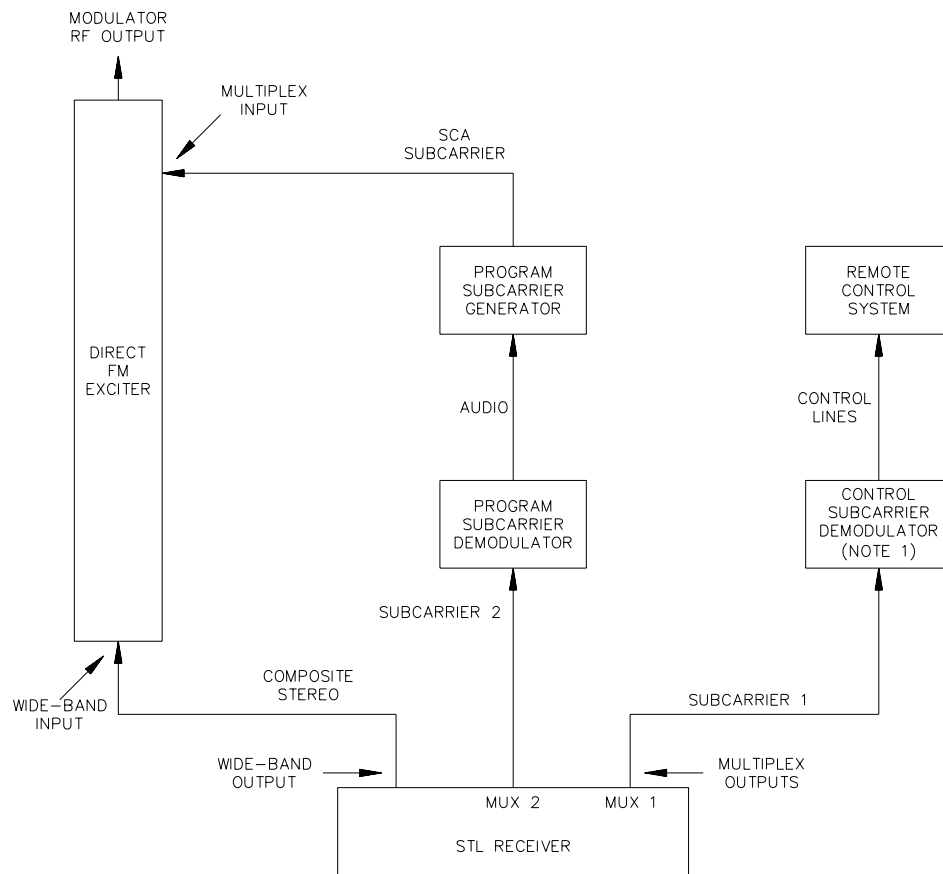 MODULATOR
RF OUTPUT
MULTIPLEX
INPUT
SCA
SUBCARRIER
PROGRAM
SUBCARRIER
GENERATOR
REMOTE
CONTROL
SYSTEM
DIRECT
FM
EXCITER
AUDIO
CONTROL
LINES
PROGRAM
SUBCARRIER
DEMODULATOR
CONTROL
SUBCARRIER
DEMODULATOR
(NOTE 1)
SUBCARRIER 2
COMPOSITE
STEREO
WIDE-BAND
INPUT
SUBCARRIER 1
WIDE-BAND
OUTPUT
MULTIPLEX
OUTPUTS
MUX 2
MUX 1
STL RECEIVER